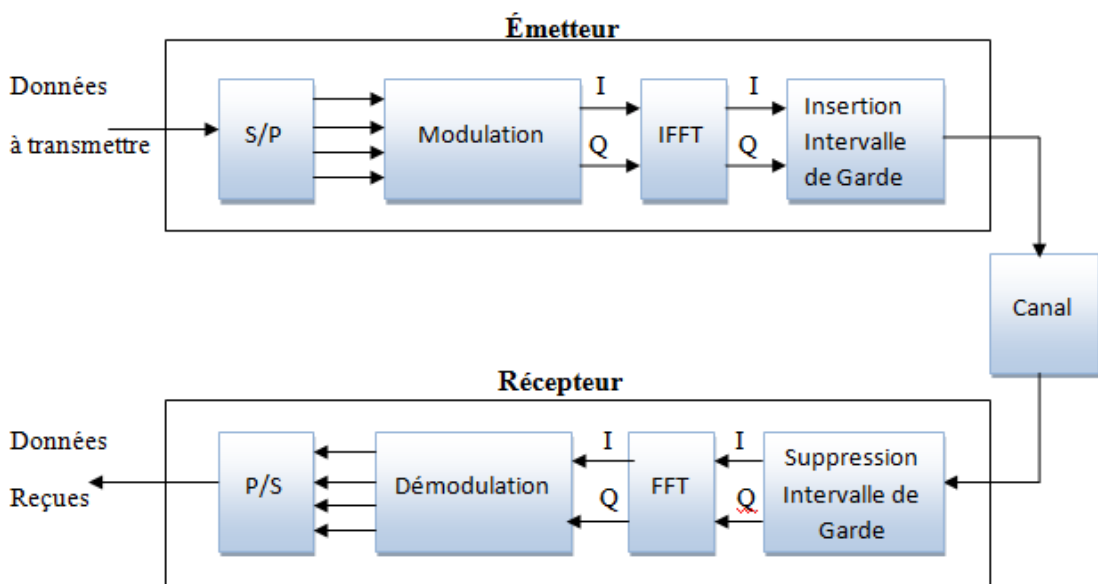 Émetteur
Données
à transmettre
S/P
Modulation
I
Q
IFFT
I
Q
Insertion
Intervalle
de Garde
Canal
Récepteur
Données
Reçues
P/S
Démodulation
I
Q
FFT
I
Q
Suppression
Intervalle de
Garde